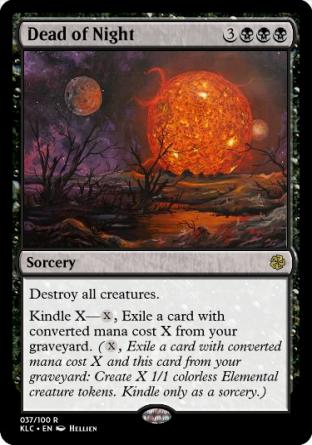 Dead of Night 3
Sorcery
Destroy all creatures.
Kindle X—X, Exile a card with
converted mana cost X from your
graveyard. (X, Exile a card with converted
mana cost X and this card from your
graveyard: Create X 1/1 colorless Elemental
creature tokens. Kindle only as a sorcery.)
037/100 R
KLC • EN HELLIEN